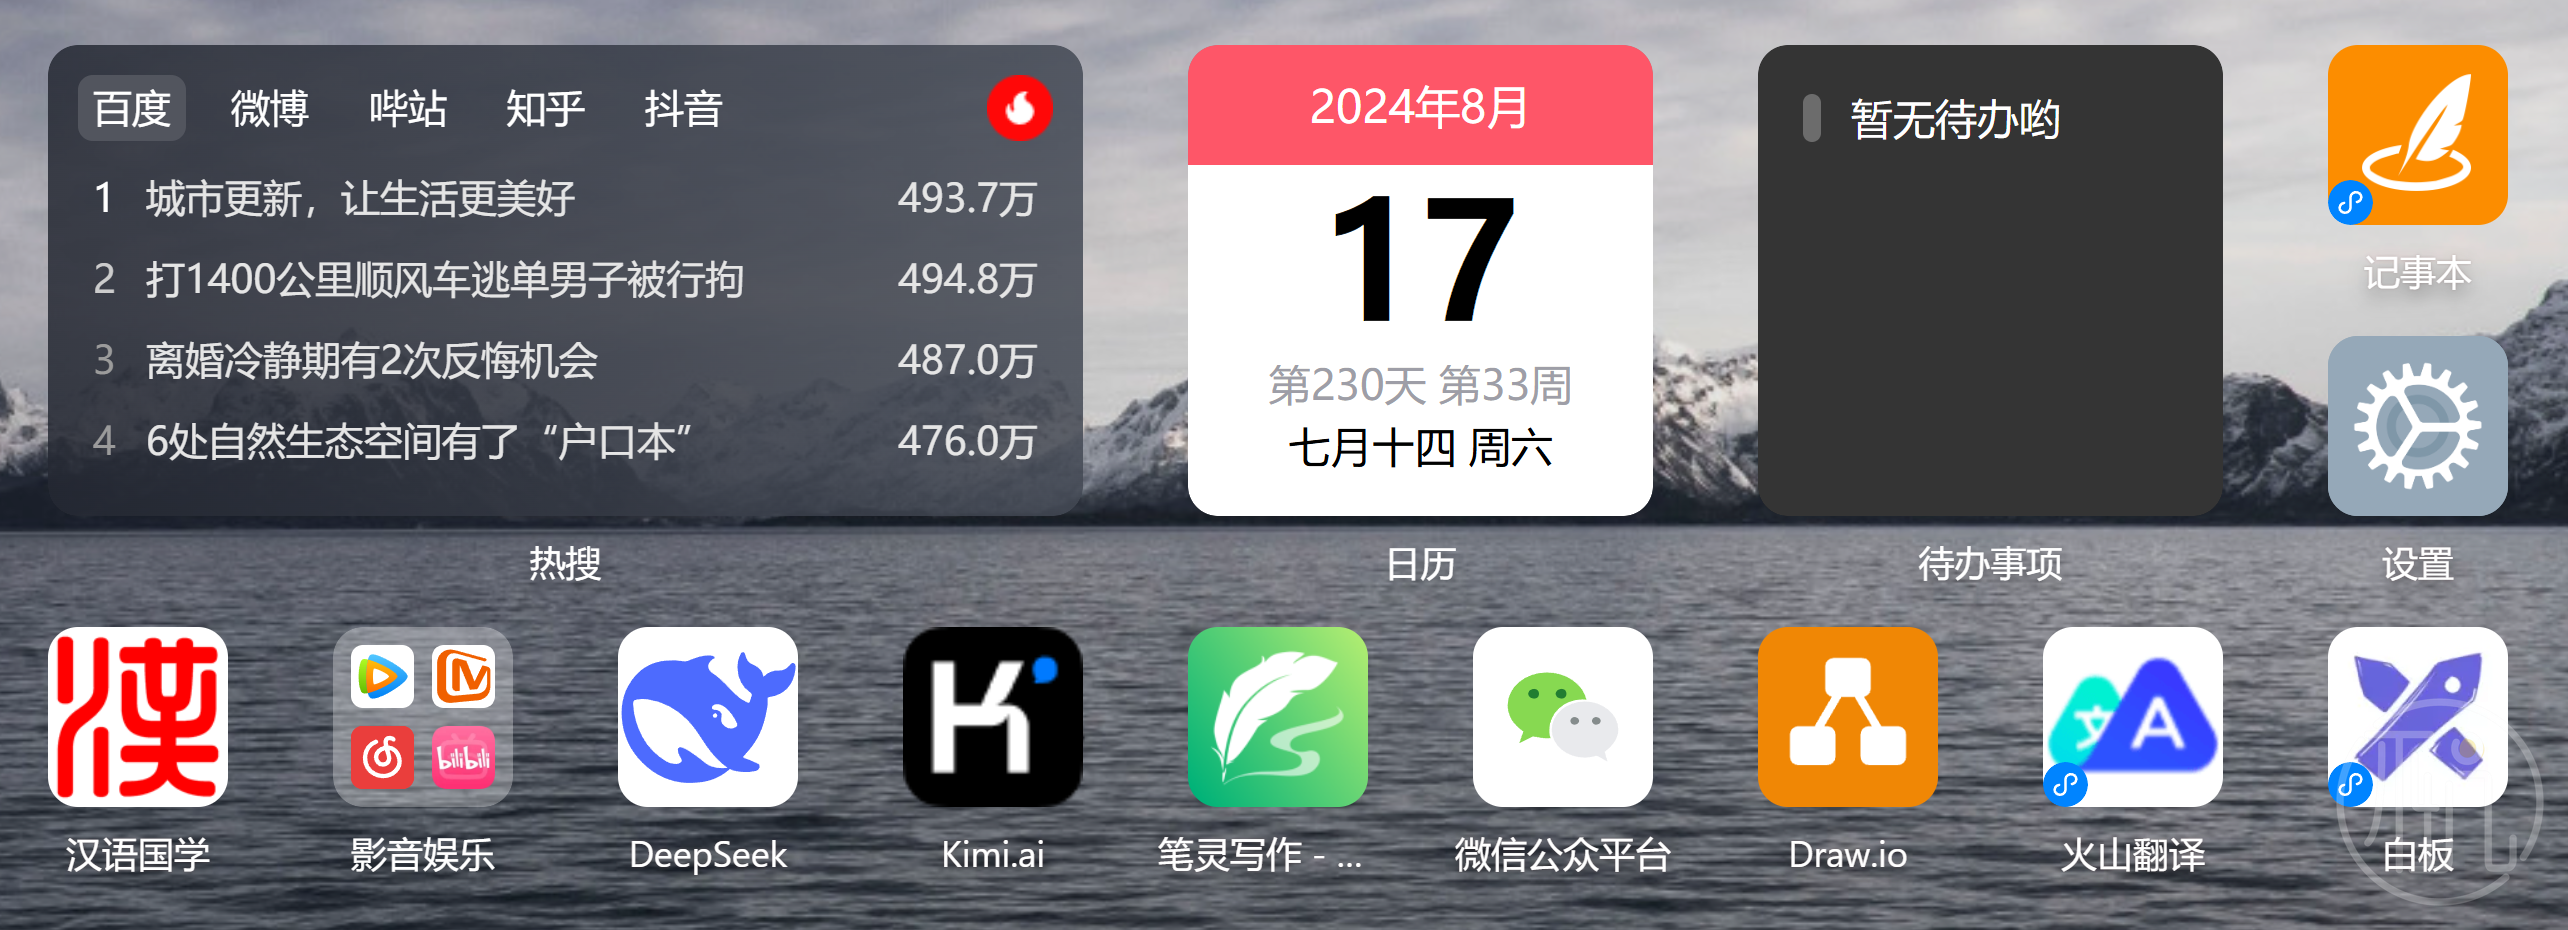 百度 微博 哔站 知乎 抖音
1 城市更新，让生活更美好 493.7万
2 打1400公里顺风车逃单男子被行拘 494.8万
3 离婚冷静期有2次反悔机会 487.0万
4 6处自然生态空间有了“户口本” 476.0万
热搜
2024年8月
17
第230天 第33周
七月十四 周六
日历
暂无待办哟
待办事项
记事本
设置
漢
bilibili
K
文 A
汉语国学 影音娱乐 DeepSeek Kimi.ai 笔灵写作 - ... 微信公众平台 Draw.io 火山翻译 白板